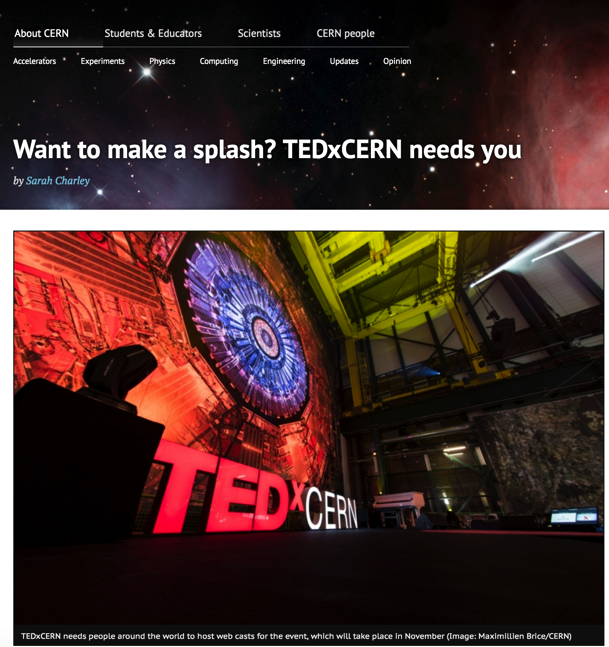 About CERN Students & Educators Scientists CERN people
Accelerators Experiments Physics Computing Engineering Updates Opinion
Want to make a splash? TEDxCERN needs you
by Sarah Charley
TEDxCERN
TEDxCERN needs people around the world to host web casts for the event, which will take place in November (Image: Maximillien Brice/CERN)